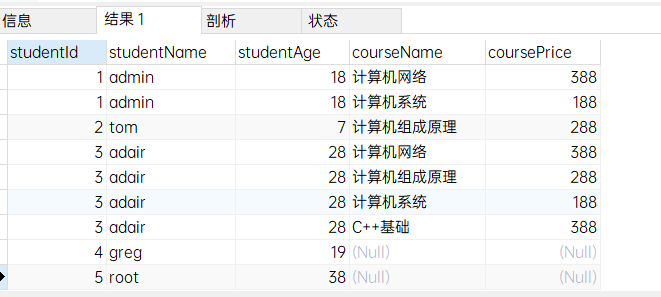 信息 结果 1 剖析 状态
studentId studentName studentAge courseName coursePrice
1 admin 18 计算机网络 388
1 admin 18 计算机系统 188
2 tom 7 计算机组成原理 288
3 adair 28 计算机网络 388
3 adair 28 计算机组成原理 288
3 adair 28 计算机系统 188
3 adair 28 C++基础 388
4 greg 19 (Null) (Null)
5 root 38 (Null) (Null)